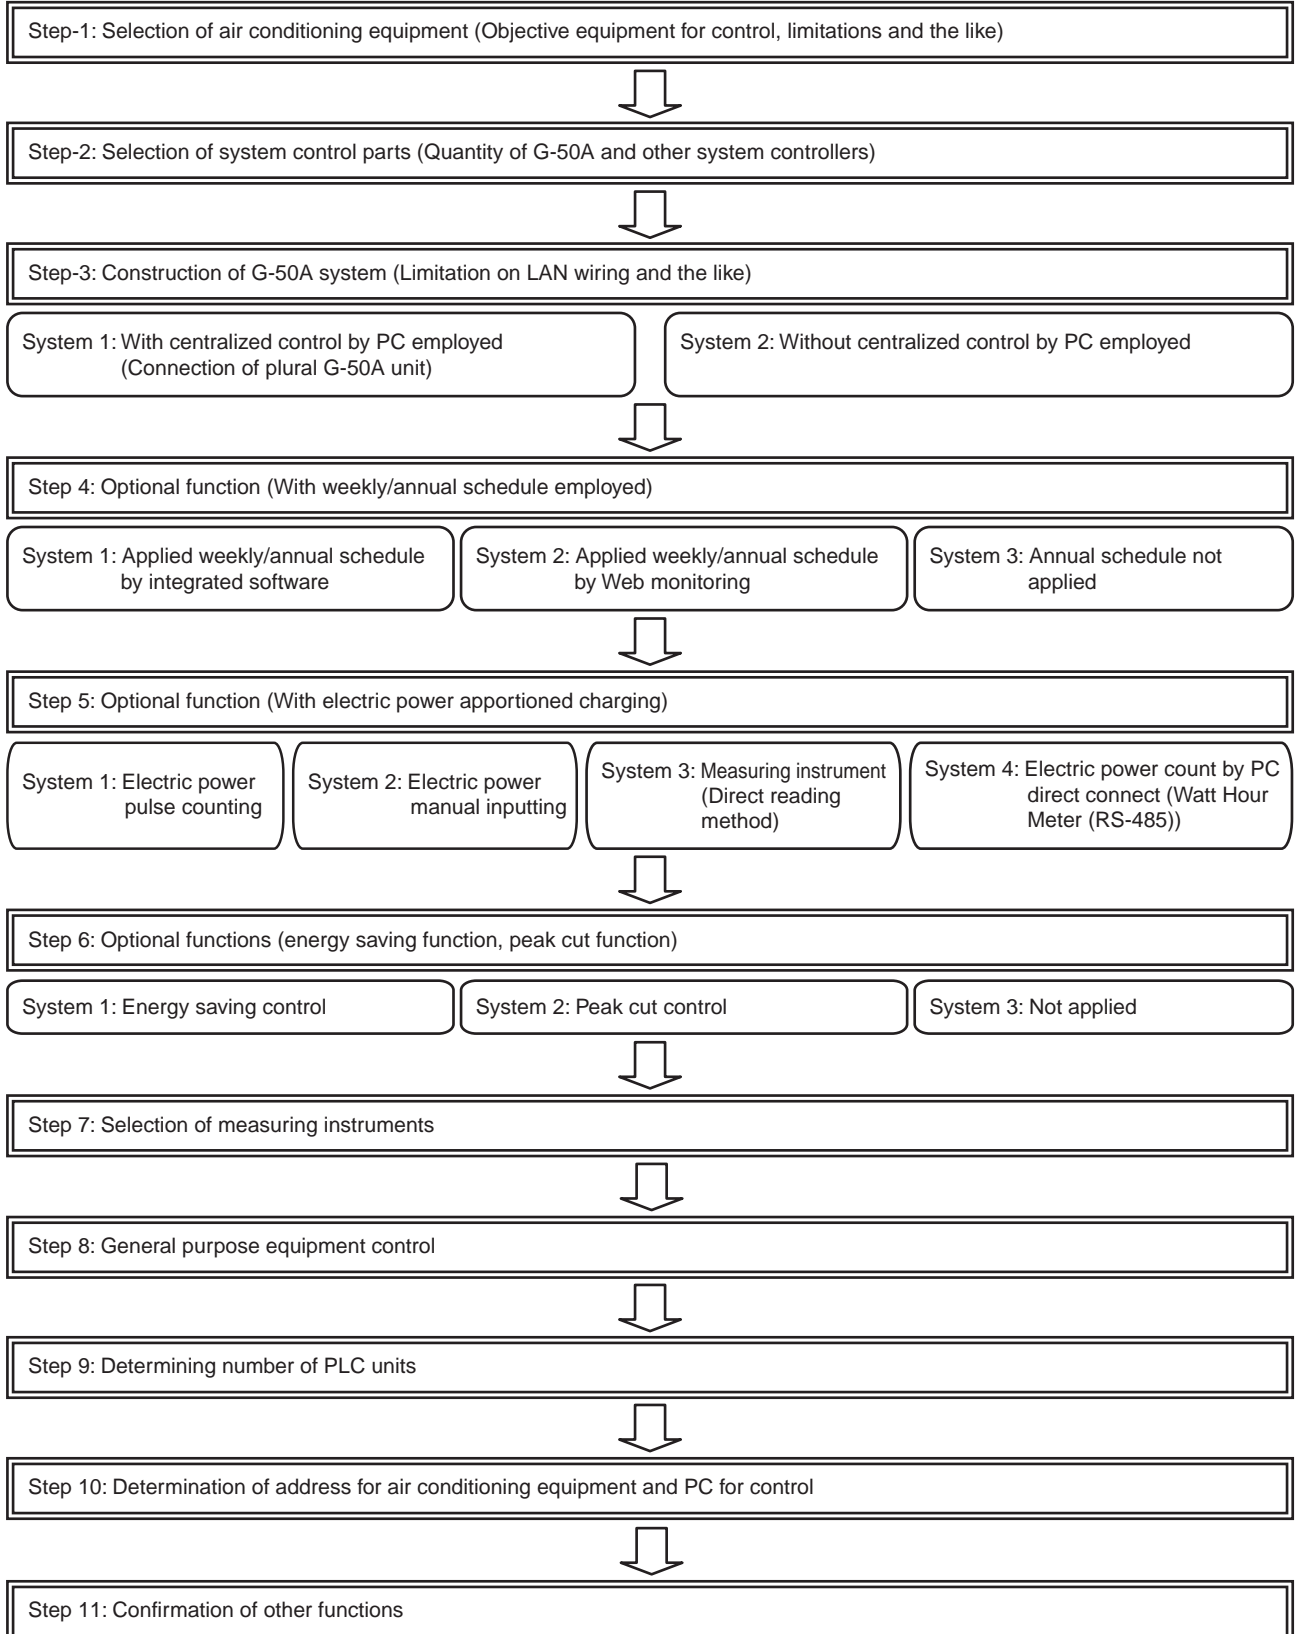 Step-1: Selection of air conditioning equipment (Objective equipment for control, limitations and the like)
Step-2: Selection of system control parts (Quantity of G-50A and other system controllers)
Step-3: Construction of G-50A system (Limitation on LAN wiring and the like)
System 1: With centralized control by PC employed
(Connection of plural G-50A unit)
System 2: Without centralized control by PC employed
Step 4: Optional function (With weekly/annual schedule employed)
System 1: Applied weekly/annual schedule
by integrated software
System 2: Applied weekly/annual schedule
by Web monitoring
System 3: Annual schedule not
applied
Step 5: Optional function (With electric power apportioned charging)
System 1: Electric power
pulse counting
System 2: Electric power
manual inputting
System 3: Measuring instrument
(Direct reading
method)
System 4: Electric power count by PC
direct connect (Watt Hour
Meter (RS-485))
Step 6: Optional functions (energy saving function, peak cut function)
System 1: Energy saving control
System 2: Peak cut control
System 3: Not applied
Step 7: Selection of measuring instruments
Step 8: General purpose equipment control
Step 9: Determining number of PLC units
Step 10: Determination of address for air conditioning equipment and PC for control
Step 11: Confirmation of other functions